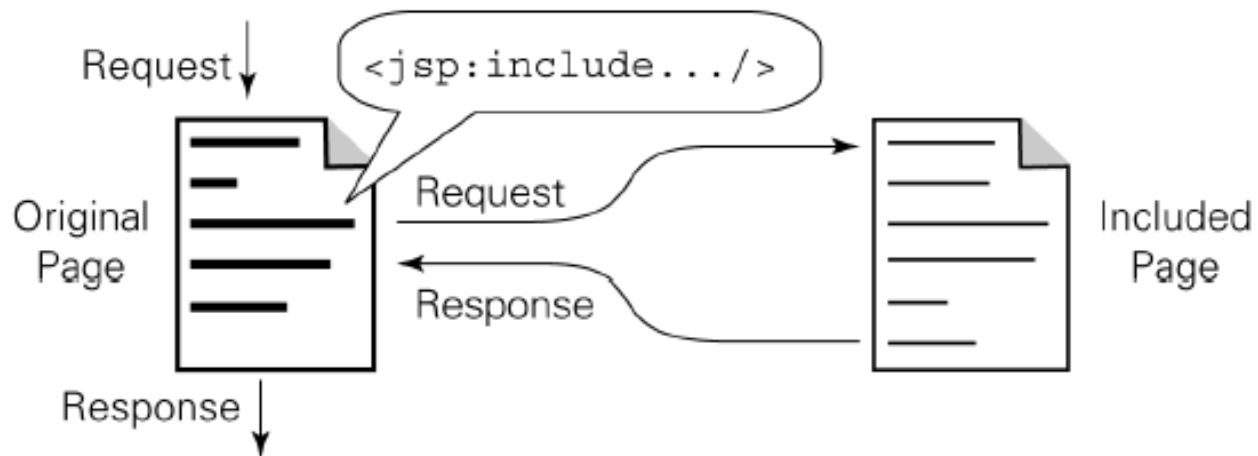 Request
<jsp:include.../>
Original
Page
Request
Response
Included
Page
Response